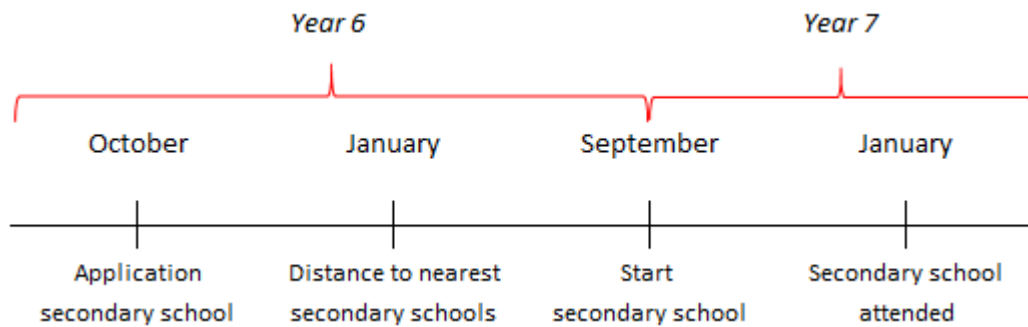 Year 6
Year 7
October
January
September
January
Application
secondary school
Distance to nearest
secondary schools
Start
secondary school
Secondary school
attended